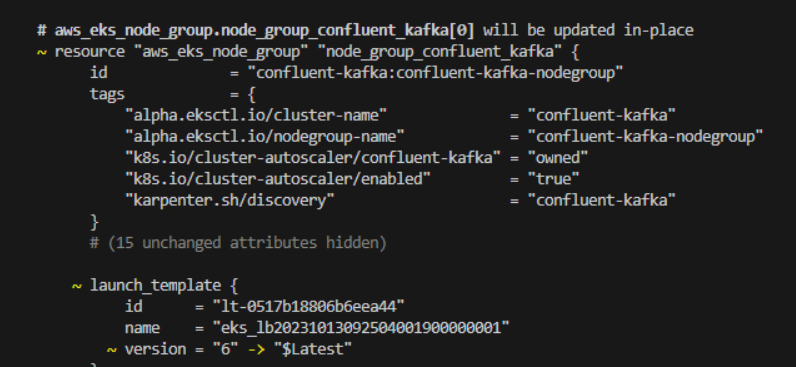 # aws_eks_node_group.node_group_confluent_kafka[0] will be updated in-place
~ resource "aws_eks_node_group" "node_group_confluent_kafka" {
id = "confluent-kafka:confluent-kafka-nodegroup"
tags = {
"alpha.eksctl.io/cluster-name" = "confluent-kafka"
"alpha.eksctl.io/nodegroup-name" = "confluent-kafka-nodegroup"
"k8s.io/cluster-autoscaler/confluent-kafka" = "owned"
"k8s.io/cluster-autoscaler/enabled" = "true"
"karpenter.sh/discovery" = "confluent-kafka"
}
# (15 unchanged attributes hidden)
~ launch_template {
id = "lt-0517b18806b6eea44"
name = "eks_lb20231013092504001900000001"
~ version = "6" -> "$Latest"
}